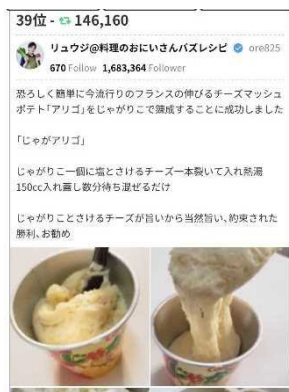 39位 - 146,160
リュウジ@料理のおにいさんバズレシピ ore825
670 Follow 1,683,364 Follower
恐ろしく簡単に今流行りのフランスの伸びるチーズマッシュ
ポテト「アリゴ」をじゃがりこで錬成することに成功しました
「じゃがアリゴ」
じゃがりこ一個に塩とさけるチーズ一本裂いて入れ熱湯
150cc入れ蓋し数分待ち混ぜるだけ
じゃがりことさけるチーズが旨いから当然旨い、約束された
勝利、お勧め